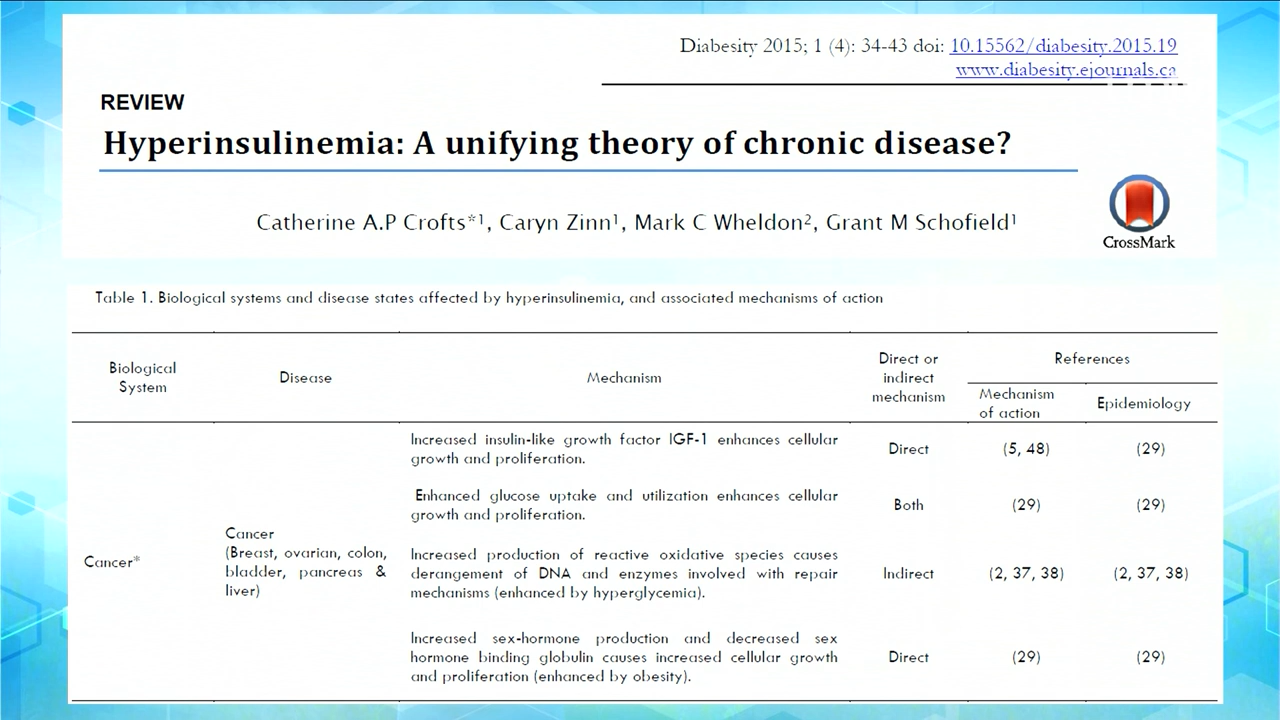 Diabesity 2015; 1 (4): 34-43 doi: 10.15562/diabesity.2015.19
www.diabesity.ejournals.ca
REVIEW
Hyperinsulinemia: A unifying theory of chronic disease?
Catherine A.P Crofts*¹, Caryn Zinn¹, Mark C Wheldon², Grant M Schofield¹
CrossMark
Table 1. Biological systems and disease states affected by hyperinsulinemia, and associated mechanisms of action
Biological
System
Disease
Mechanism
Direct or
indirect
mechanism
References
Mechanism
of action
Epidemiology
Cancer*
Cancer
(Breast, ovarian, colon,
bladder, pancreas &
liver)
Increased insulin-like growth factor IGF-1 enhances cellular
growth and proliferation.
Direct
(5, 48)
(29)
Enhanced glucose uptake and utilization enhances cellular
growth and proliferation.
Both
(29)
(29)
Increased production of reactive oxidative species causes
derangement of DNA and enzymes involved with repair
mechanisms (enhanced by hyperglycemia).
Indirect
(2, 37, 38)
(2, 37, 38)
Increased sex-hormone production and decreased sex
hormone binding globulin causes increased cellular growth
and proliferation (enhanced by obesity).
Direct
(29)
(29)